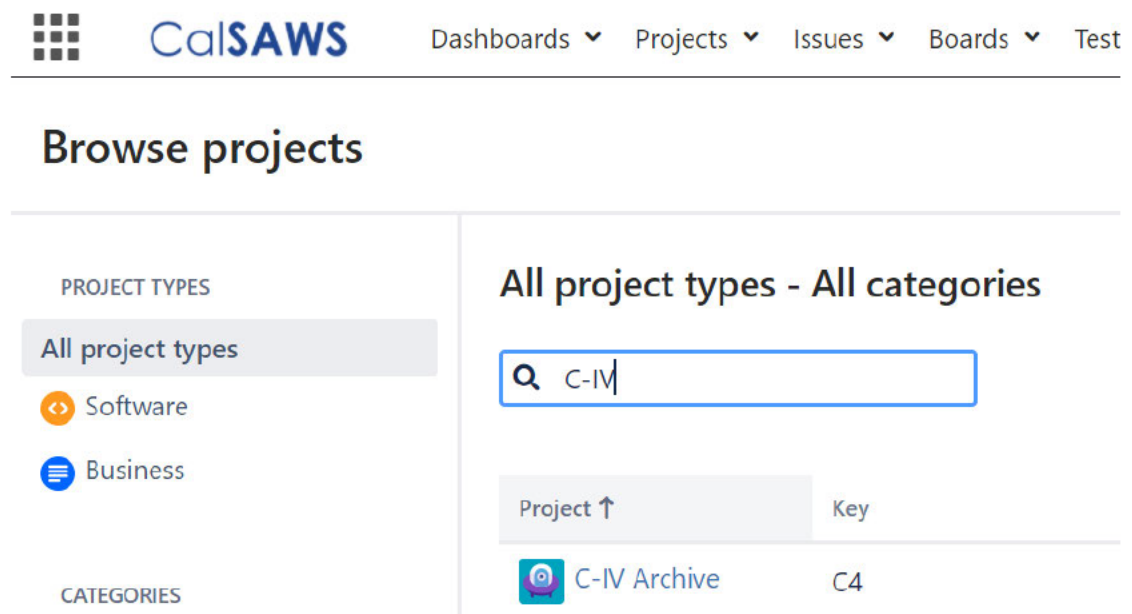 CalSAWS Dashboards Projects Issues Boards Test
Browse projects
PROJECT TYPES
All project types
Software
Business
CATEGORIES
All project types - All categories
C-IV
Project ↑ Key
C-IV Archive C4